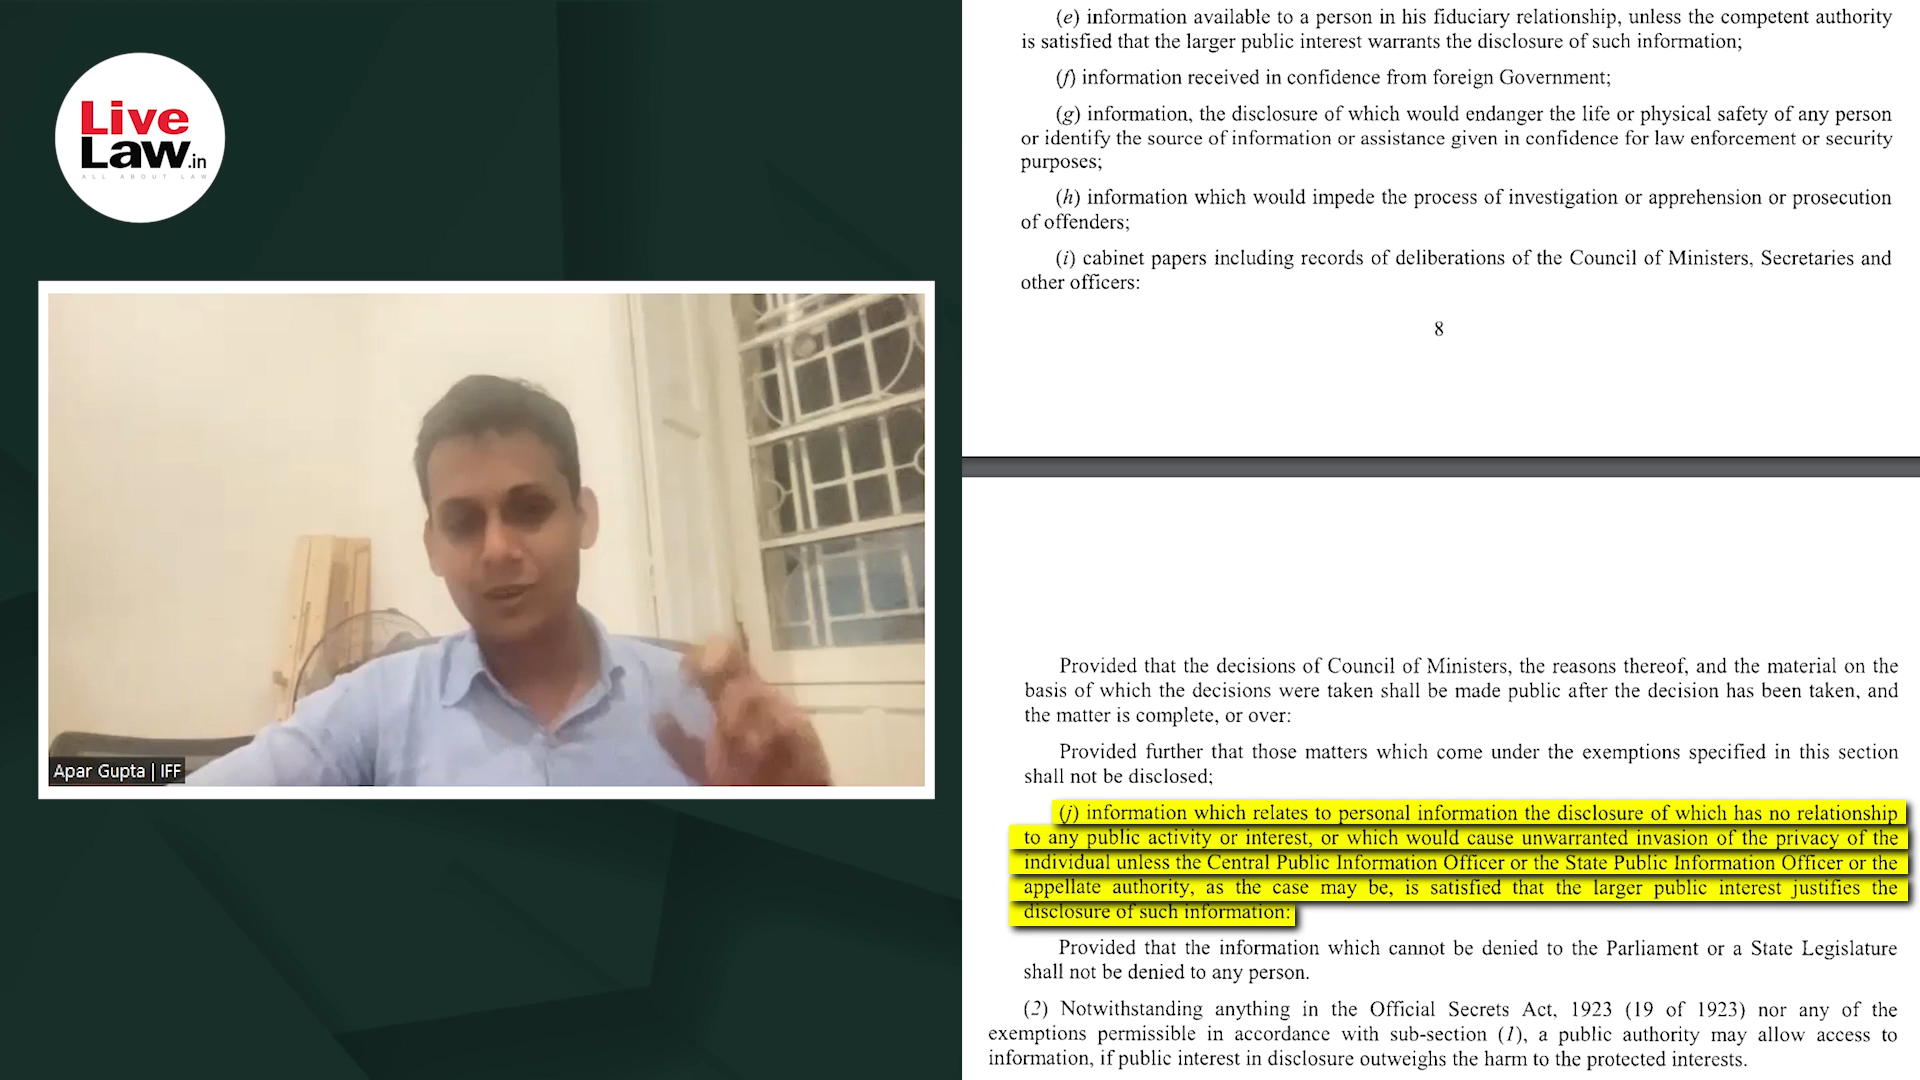 Live
Law.in
ALL ABOUT LAW
Apar Gupta | IFF
(e) information available to a person in his fiduciary relationship, unless the competent authority
is satisfied that the larger public interest warrants the disclosure of such information;
(f) information received in confidence from foreign Government;
(g) information, the disclosure of which would endanger the life or physical safety of any person
or identify the source of information or assistance given in confidence for law enforcement or security
purposes;
(h) information which would impede the process of investigation or apprehension or prosecution
of offenders;
(i) cabinet papers including records of deliberations of the Council of Ministers, Secretaries and
other officers:
8
Provided that the decisions of Council of Ministers, the reasons thereof, and the material on the
basis of which the decisions were taken shall be made public after the decision has been taken, and
the matter is complete, or over:
Provided further that those matters which come under the exemptions specified in this section
shall not be disclosed;
(j) information which relates to personal information the disclosure of which has no relationship
to any public activity or interest, or which would cause unwarranted invasion of the privacy of the
individual unless the Central Public Information Officer or the State Public Information Officer or the
appellate authority, as the case may be, is satisfied that the larger public interest justifies the
disclosure of such information:
Provided that the information which cannot be denied to the Parliament or a State Legislature
shall not be denied to any person.
(2) Notwithstanding anything in the Official Secrets Act, 1923 (19 of 1923) nor any of the
exemptions permissible in accordance with sub-section (1), a public authority may allow access to
information, if public interest in disclosure outweighs the harm to the protected interests.